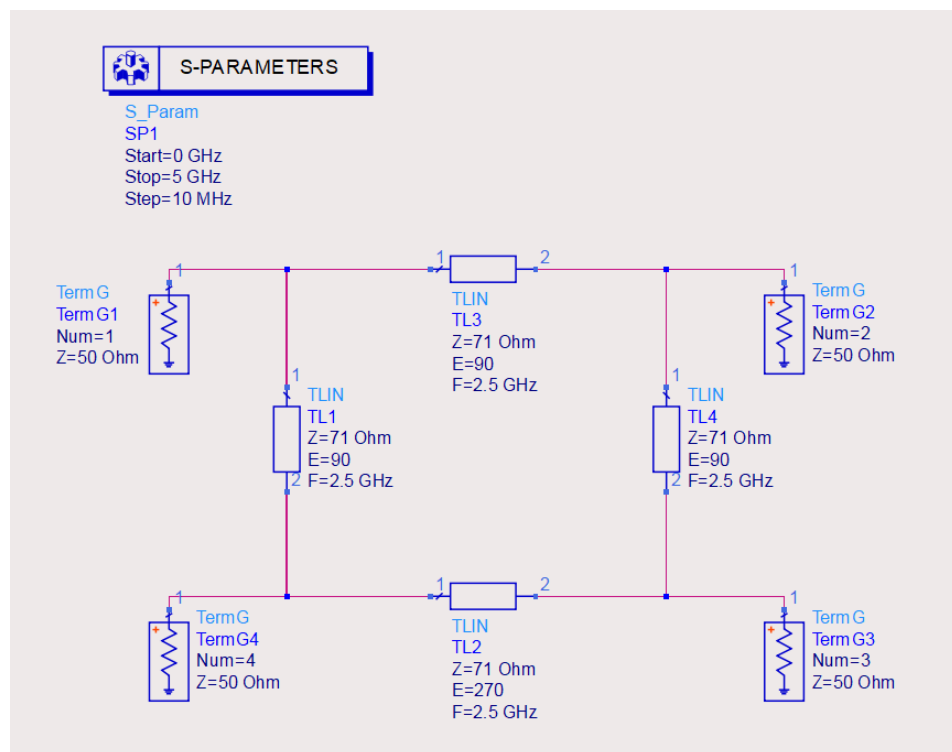 S-PARAMETERS
S_Param
SP1
Start=0 GHz
Stop=5 GHz
Step=10 MHz
1
Term G
Term G1
Num=1
Z=50 Ohm
+
1
2
TLIN
TL3
Z=71 Ohm
E=90
F=2.5 GHz
1
+
Term G
Term G2
Num=2
Z=50 Ohm
1
TLIN
TL1
Z=71 Ohm
E=90
F=2.5 GHz
2
1
TLIN
TL4
Z=71 Ohm
E=90
F=2.5 GHz
2
1
+
Term G
Term G4
Num=4
Z=50 Ohm
1
2
TLIN
TL2
Z=71 Ohm
E=270
F=2.5 GHz
1
+
Term G
Term G3
Num=3
Z=50 Ohm